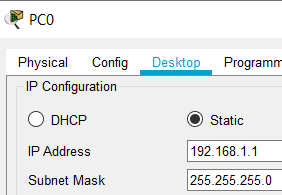 PC0
Physical Config Desktop Programm
IP Configuration
DHCP Static
IP Address 192.168.1.1
Subnet Mask 255.255.255.0